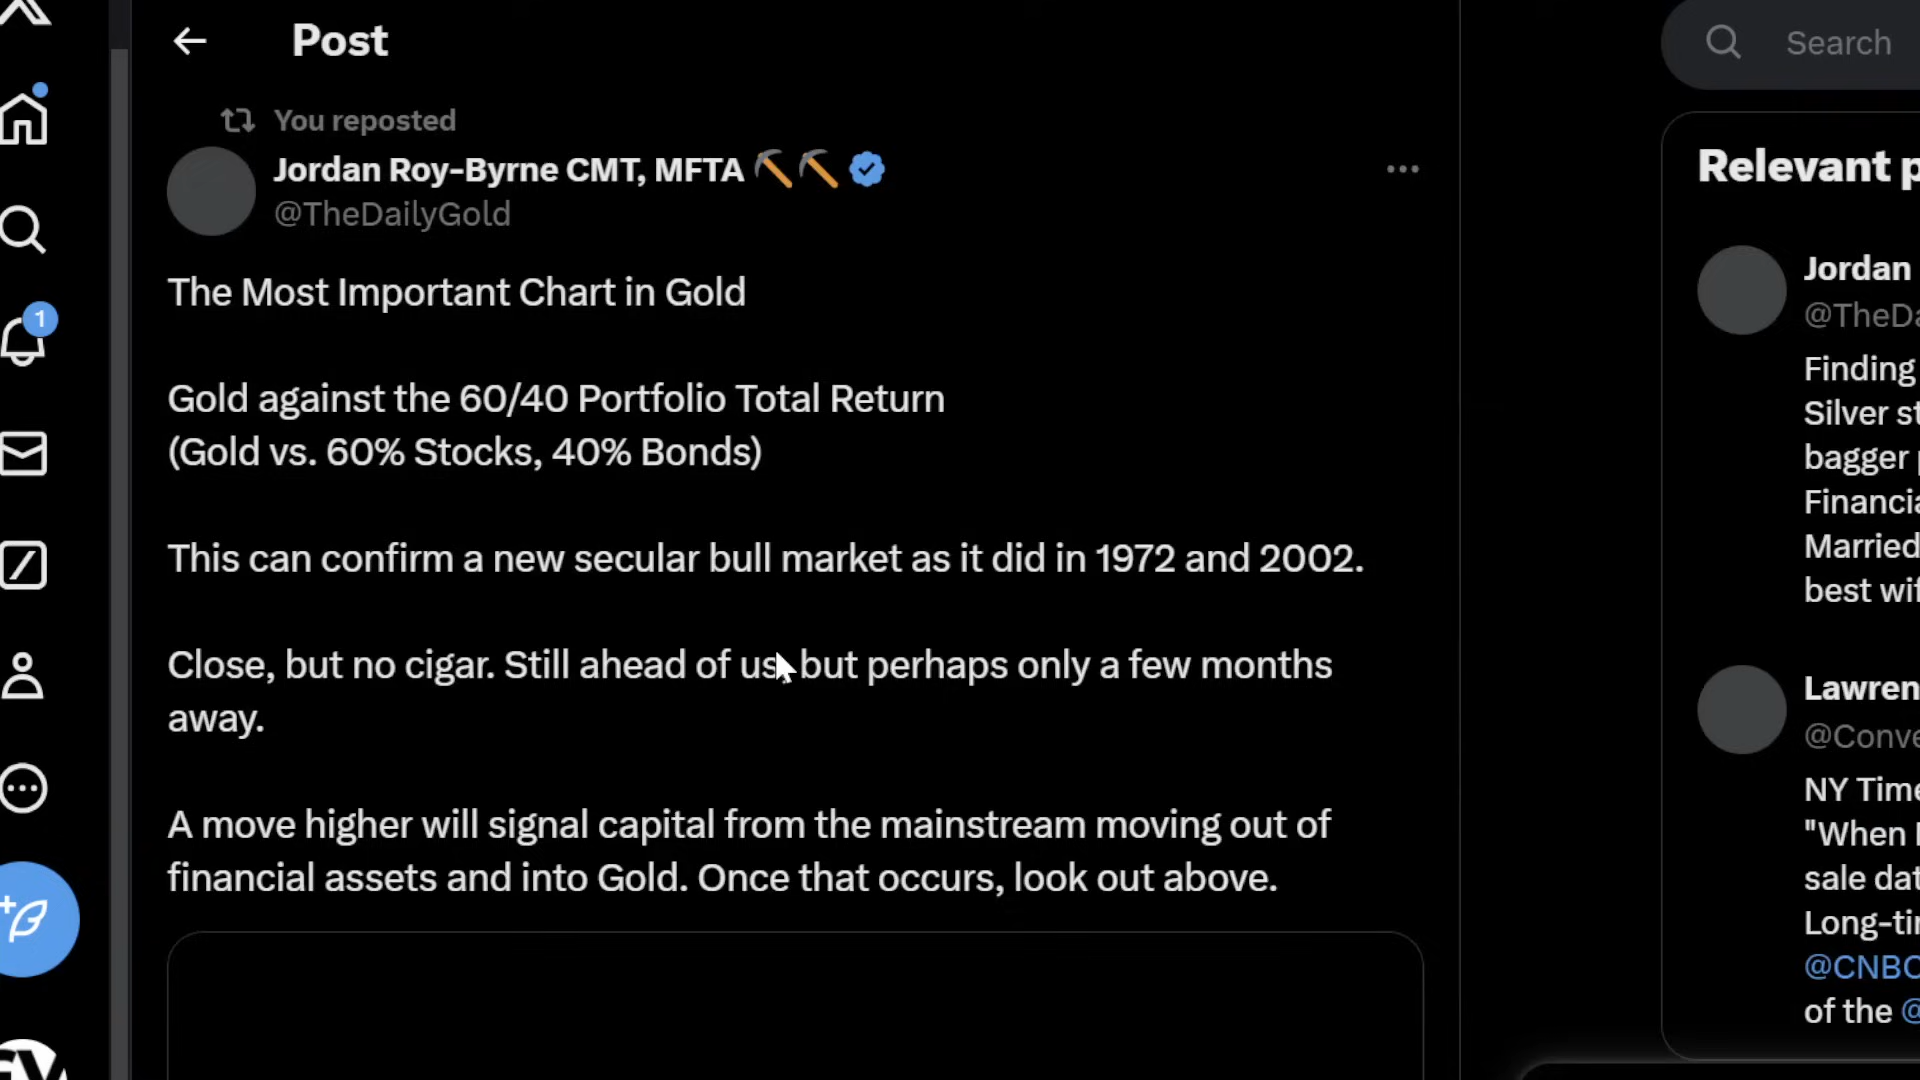 Post
Search
You reposted
Jordan Roy-Byrne CMT, MFTA
@TheDailyGold
The Most Important Chart in Gold
Gold against the 60/40 Portfolio Total Return
(Gold vs. 60% Stocks, 40% Bonds)
This can confirm a new secular bull market as it did in 1972 and 2002.
Close, but no cigar. Still ahead of us, but perhaps only a few months
away.
A move higher will signal capital from the mainstream moving out of
financial assets and into Gold. Once that occurs, look out above.
1
Relevant p
Jordan
@TheDa
Finding
Silver st
bagger
Financia
Married
best wif
Lawren
@Conve
NY Time
"When
sale dat
Long-tin
@CNBC
of the @